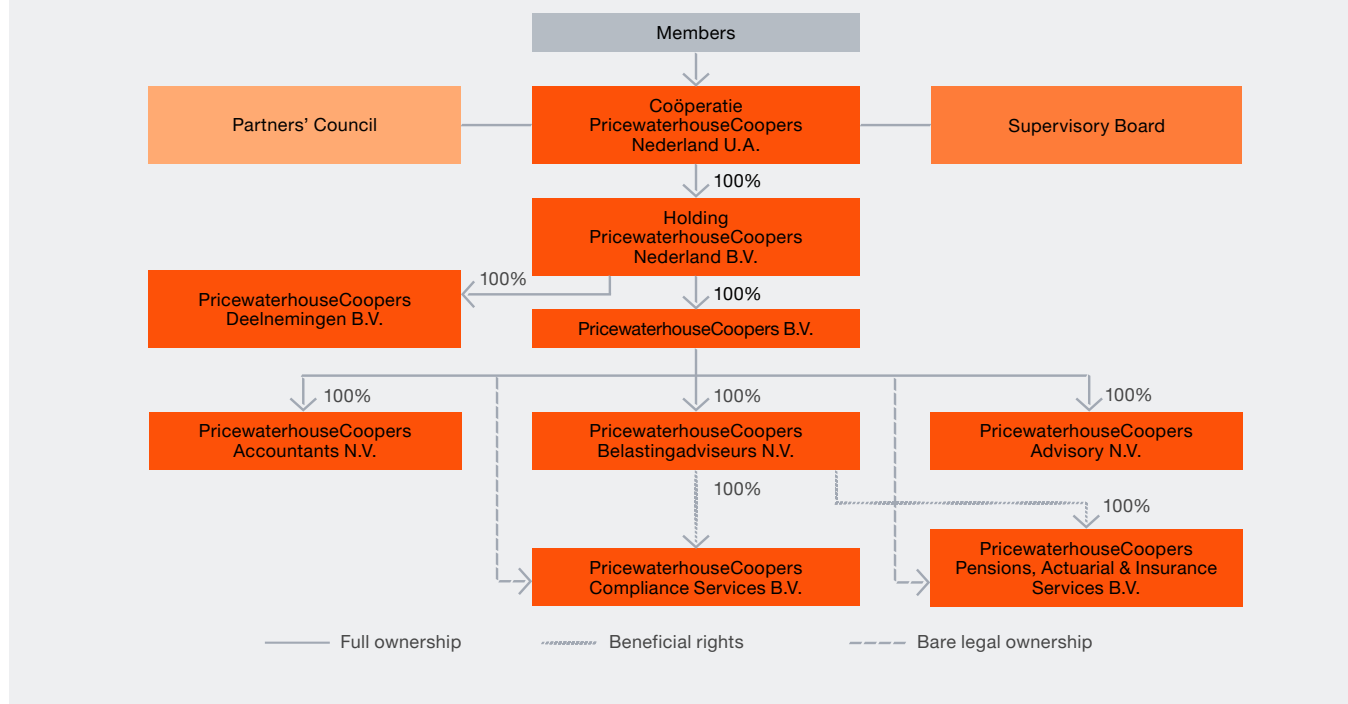 Members
Partners’ Council
Coöperatie
PricewaterhouseCoopers
Nederland U.A.
Supervisory Board
100%
Holding
PricewaterhouseCoopers
Nederland B.V.
100%
100%
PricewaterhouseCoopers
Deelnemingen B.V.
PricewaterhouseCoopers B.V.
100%
100%
100%
PricewaterhouseCoopers
Accountants N.V.
PricewaterhouseCoopers
Belastingadviseurs N.V.
PricewaterhouseCoopers
Advisory N.V.
100%
100%
PricewaterhouseCoopers
Compliance Services B.V.
PricewaterhouseCoopers
Pensions, Actuarial & Insurance
Services B.V.
Full ownership
Beneficial rights
Bare legal ownership